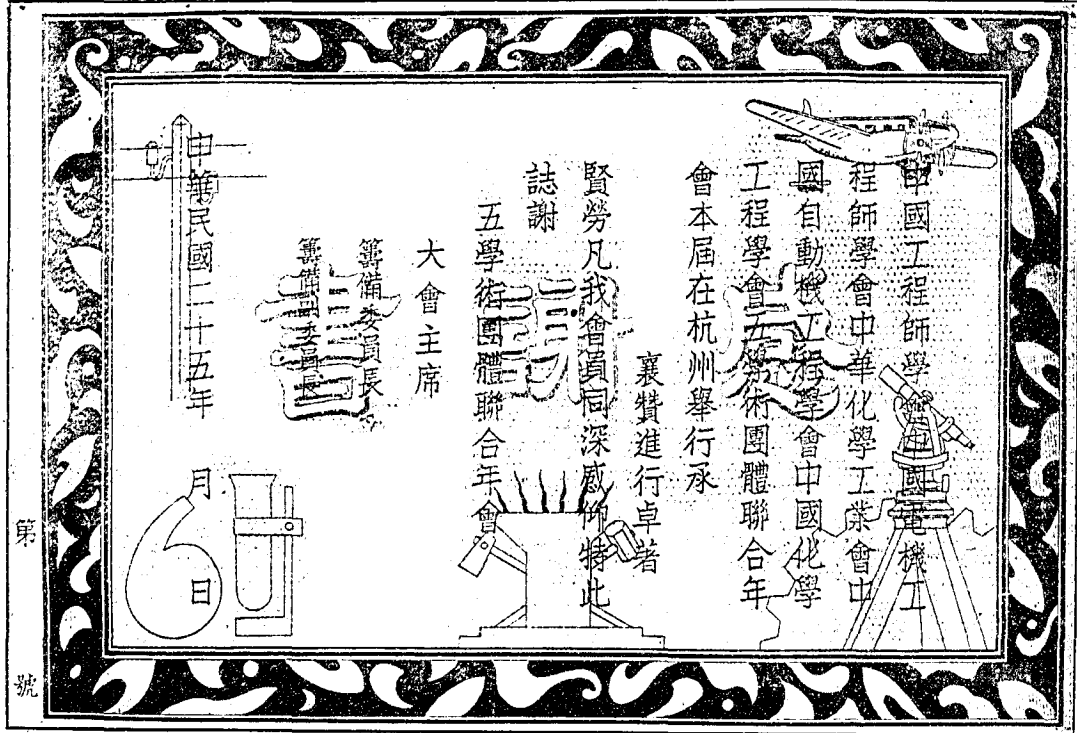 中國工程師學會中國電機工
程師學會中華化學工業會中
國自動機工程學會中國化學
工程學會五學術團體聯合年
會本屆在杭州舉行承
襄贊進行卓著
賢勞凡我會員同深感仰特此
誌謝
五學術團體聯合年會
大會主席
籌備委員長
籌備副委員長
中華民國二十五年 月 日
第 號